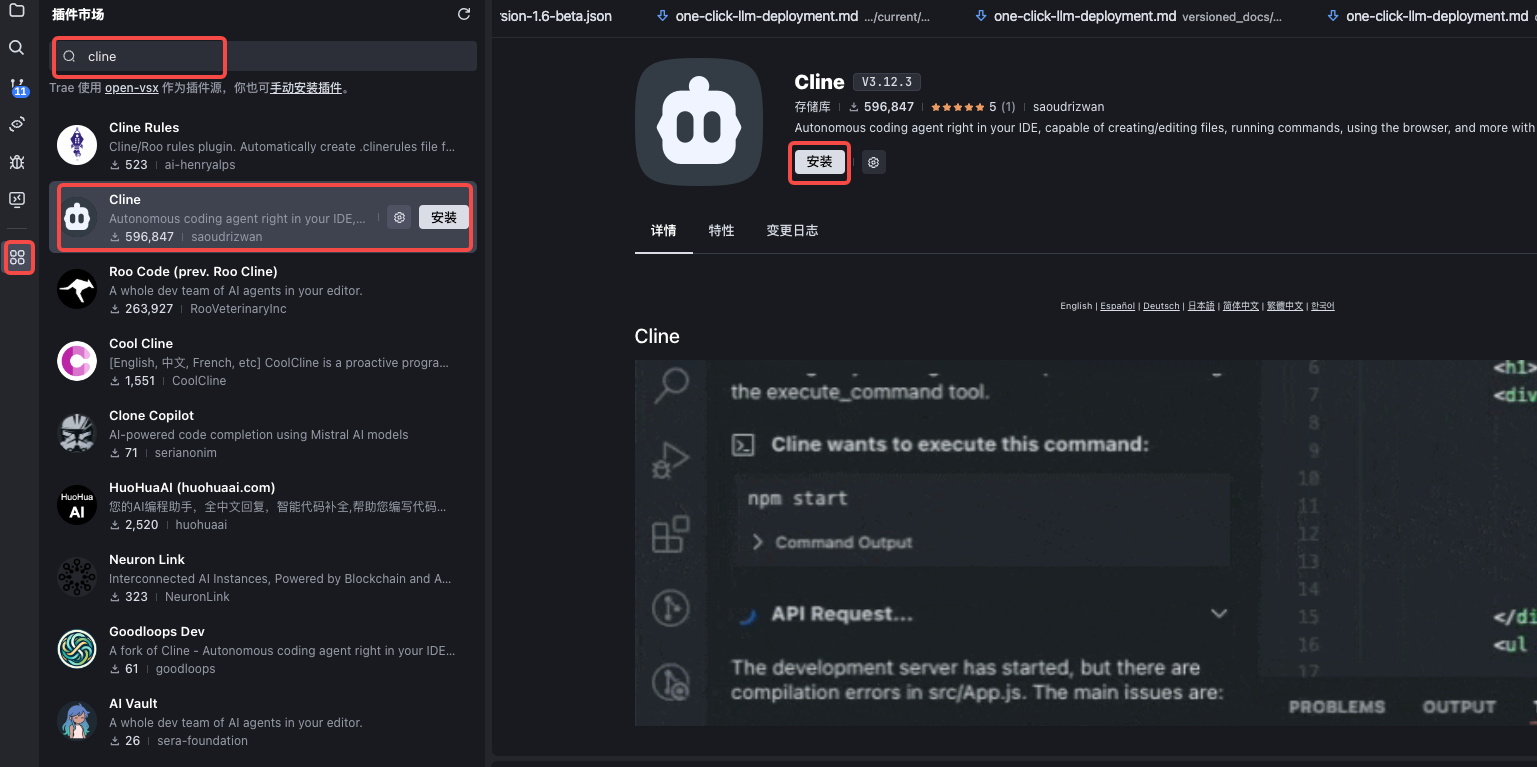 插件市场
cline
Trae 使用 open-vsx 作为插件源，你也可手动安装插件。
11
Cline Rules
Cline/Roo rules plugin. Automatically create .clinerules file f...
523 ai-henryalps
Cline
Autonomous coding agent right in your IDE,...
安装
596,847 saoudrizwan
Roo Code (prev. Roo Cline)
A whole dev team of AI agents in your editor.
263,927 RooVeterinaryInc
Cool Cline
[English, 中文, French, etc] CoolCline is a proactive progra...
1,551 CoolCline
Clone Copilot
AI-powered code completion using Mistral AI models
71 serianonim
HuoHua
AI
HuoHuaAI (huohuaai.com)
您的AI编程助手，全中文回复，智能代码补全,帮助您编写代码...
2,520 huohuaai
Neuron Link
Interconnected AI Instances, Powered by Blockchain and A...
323 NeuronLink
Goodloops Dev
A fork of Cline - Autonomous coding agent right in your IDE...
61 goodloops
AI Vault
A whole dev team of AI agents in your editor.
26 sera-foundation
rsion-1.6-beta.json one-click-llm-deployment.md .../current/... one-click-llm-deployment.md versioned_docs/... one-click-llm-deployment.md
Cline V3.12.3
存储库 596,847 5 (1) saoudrizwan
Autonomous coding agent right in your IDE, capable of creating/editing files, running commands, using the browser, and more with
安装
详情 特性 变更日志
English | Español | Deutsch | 日本語 | 简体中文 | 繁體中文 | 한국어
Cline
the execute_command tool.
Cline wants to execute this command:
npm start
Command Output
API Request...
The development server has started, but there are
compilation errors in src/App.js. The main issues are:
6 <h1>
7 <div
8
9
10
11
12
13
14
15 </di
16 <ul
17
PROBLEMS OUTPUT